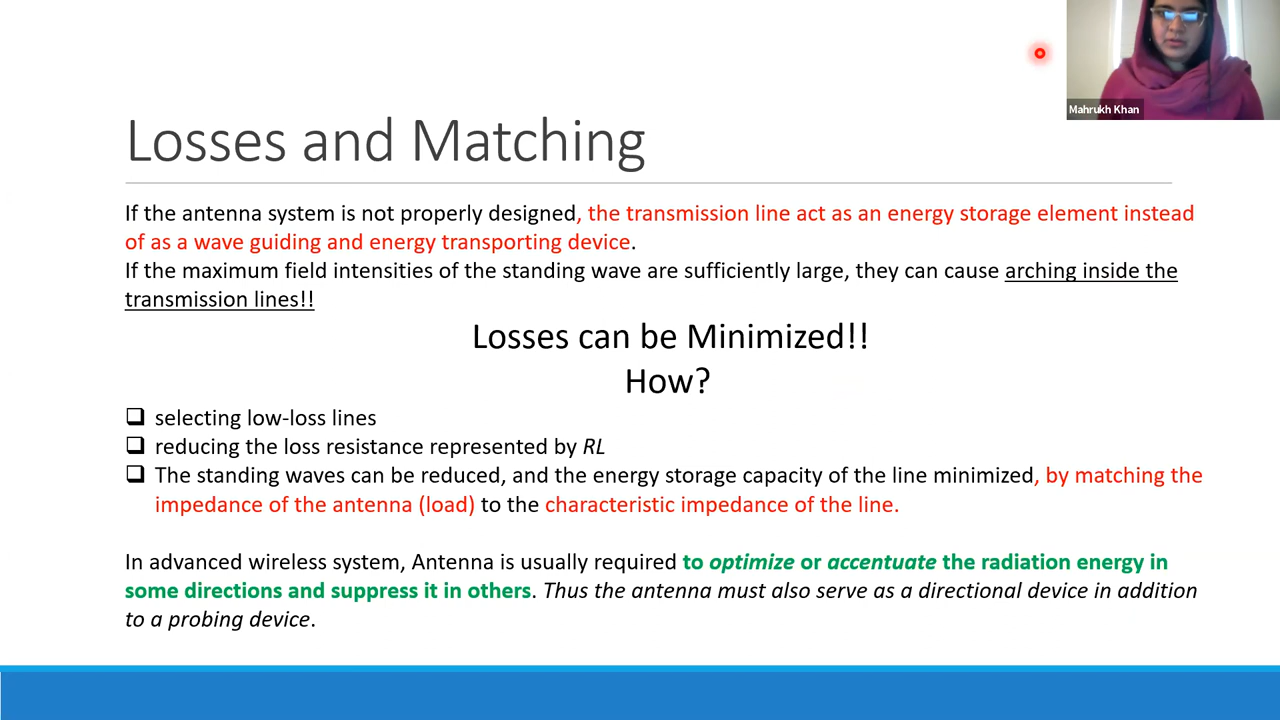 Mahrukh Khan
Losses and Matching
If the antenna system is not properly designed, the transmission line act as an energy storage element instead
of as a wave guiding and energy transporting device.
If the maximum field intensities of the standing wave are sufficiently large, they can cause arching inside the
transmission lines!!
Losses can be Minimized!!
How?
selecting low-loss lines
reducing the loss resistance represented by RL
The standing waves can be reduced, and the energy storage capacity of the line minimized, by matching the
impedance of the antenna (load) to the characteristic impedance of the line.
In advanced wireless system, Antenna is usually required to optimize or accentuate the radiation energy in
some directions and suppress it in others. Thus the antenna must also serve as a directional device in addition
to a probing device.